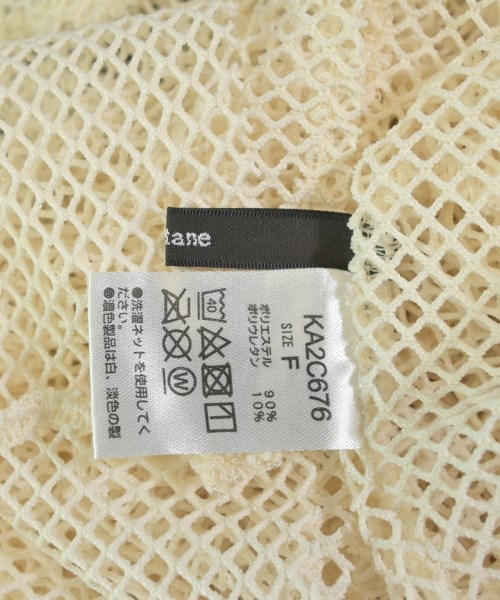 tane
KA2C676
SIZE F
ポリエステル 90%
ポリウレタン 10%
40
W
●洗濯ネットを使用してく
ださい。
●濃色製品は白、淡色の製